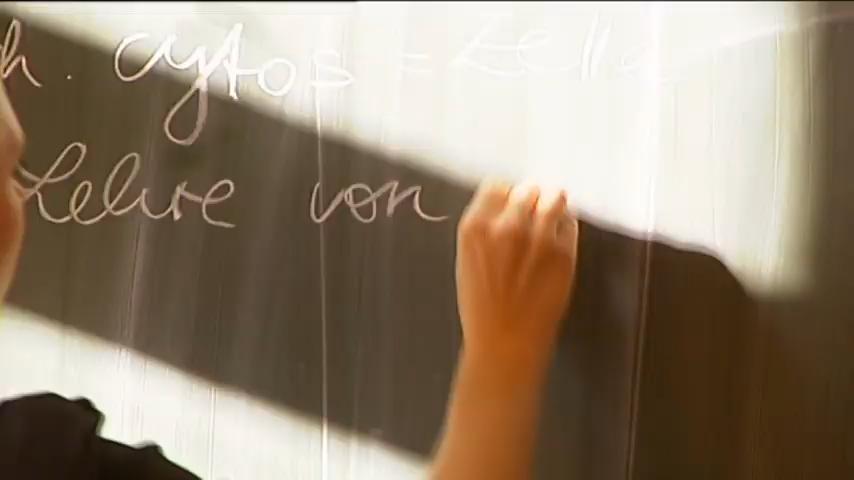 h. cytos = Zelle
Lehre von